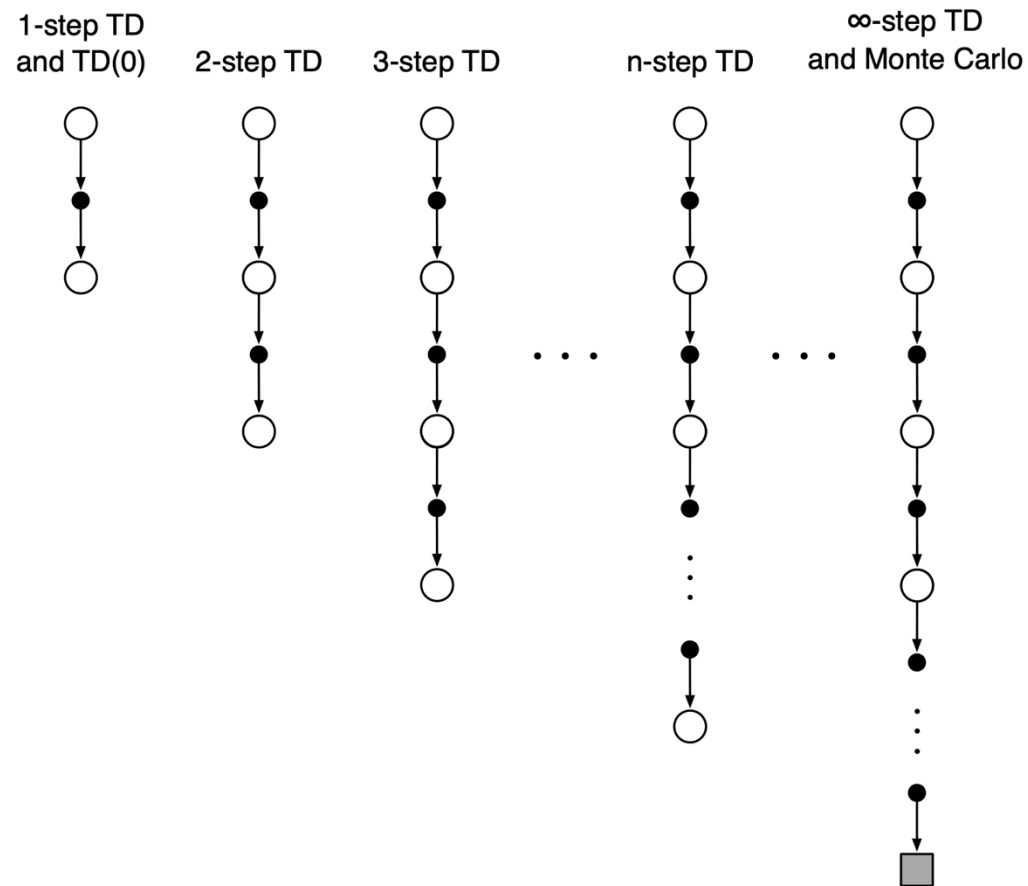 1-step TD
and TD(0)
2-step TD
3-step TD
n-step TD
∞-step TD
and Monte Carlo